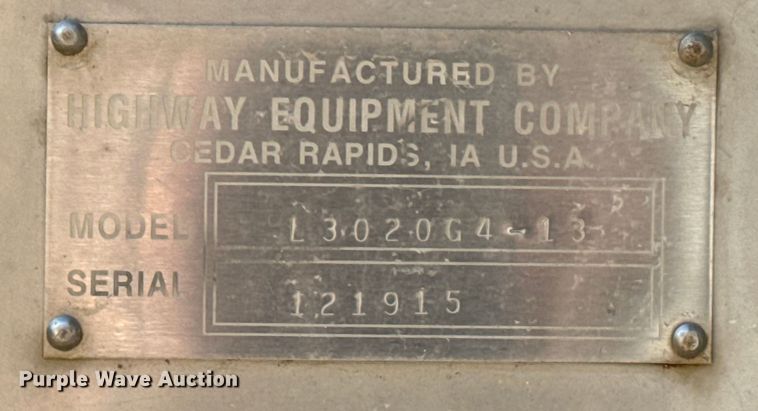 MANUFACTURED BY
HIGHWAY EQUIPMENT COMPANY
CEDAR RAPIDS, IA U.S.A.
MODEL L3020G4-13
SERIAL 121915
Purple Wave Auction